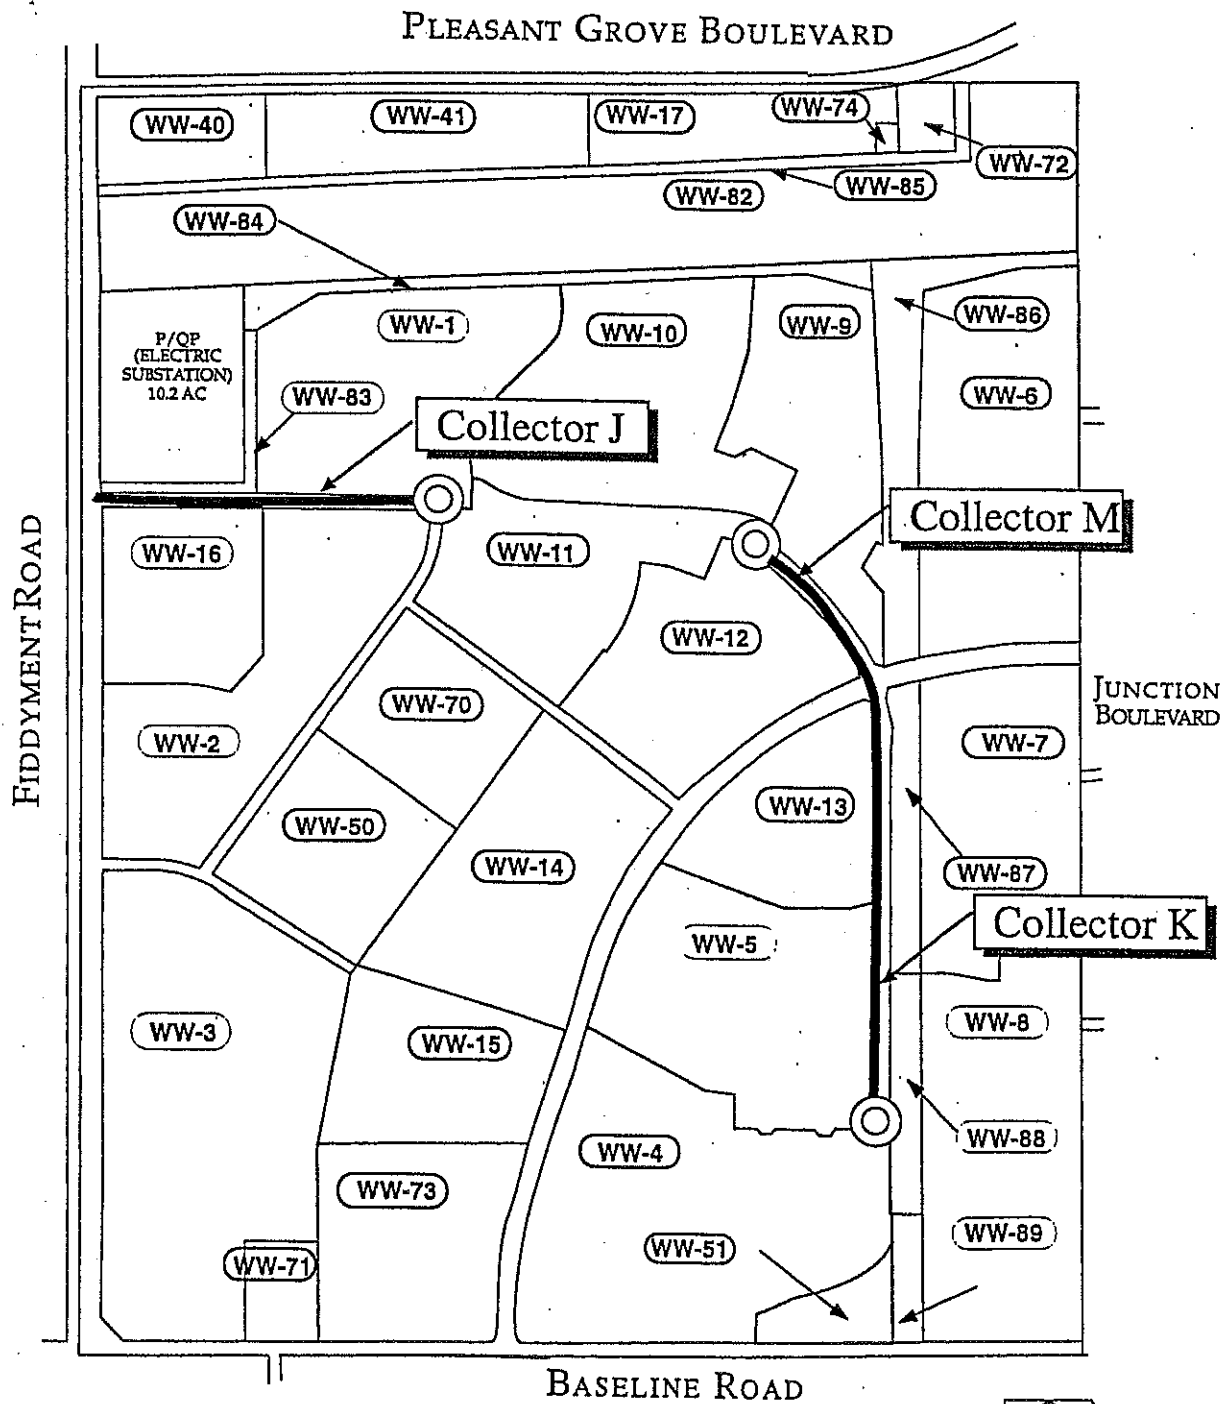 PLEASANT GROVE BOULEVARD
WW-40
WW-41
WW-17
WW-74
WW-72
WW-82
WW-85
WW-84
WW-1
WW-10
WW-9
WW-86
P/QP
(ELECTRIC
SUBSTATION)
10.2 AC
WW-83
WW-6
Collector J
Collector M
WW-16
WW-11
FIDDYMENT ROAD
WW-12
WW-70
JUNCTION
BOULEVARD
WW-2
WW-7
WW-50
WW-13
WW-14
WW-87
Collector K
WW-5
WW-3
WW-15
WW-8
WW-88
WW-4
WW-73
WW-51
WW-89
WW-71
BASELINE ROAD